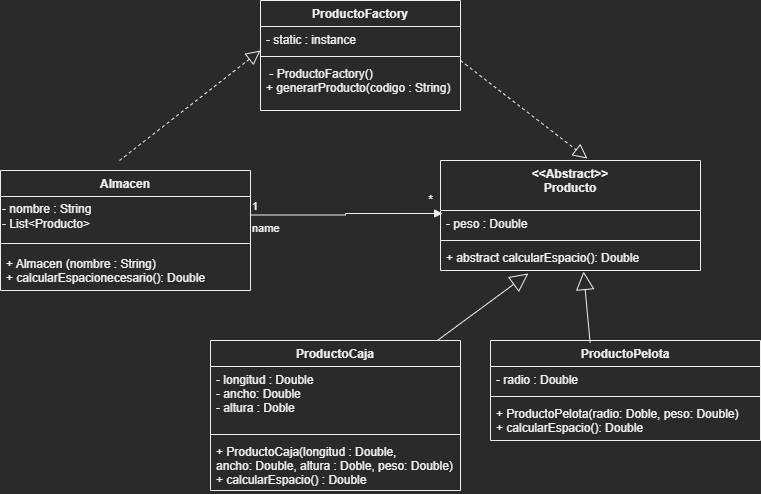 ProductoFactory
- static : instance
- ProductoFactory()
+ generarProducto(codigo : String)
Almacen
- nombre : String
- List<Producto>
+ Almacen (nombre : String)
+ calcularEspacionecesario(): Double
1
name
*
<<Abstract>>
Producto
- peso : Double
+ abstract calcularEspacio(): Double
ProductoCaja
- longitud : Double
- ancho: Double
- altura : Doble
+ ProductoCaja(longitud : Double,
ancho: Double, altura : Doble, peso: Double)
+ calcularEspacio() : Double
ProductoPelota
- radio : Double
+ ProductoPelota(radio: Doble, peso: Double)
+ calcularEspacio(): Double